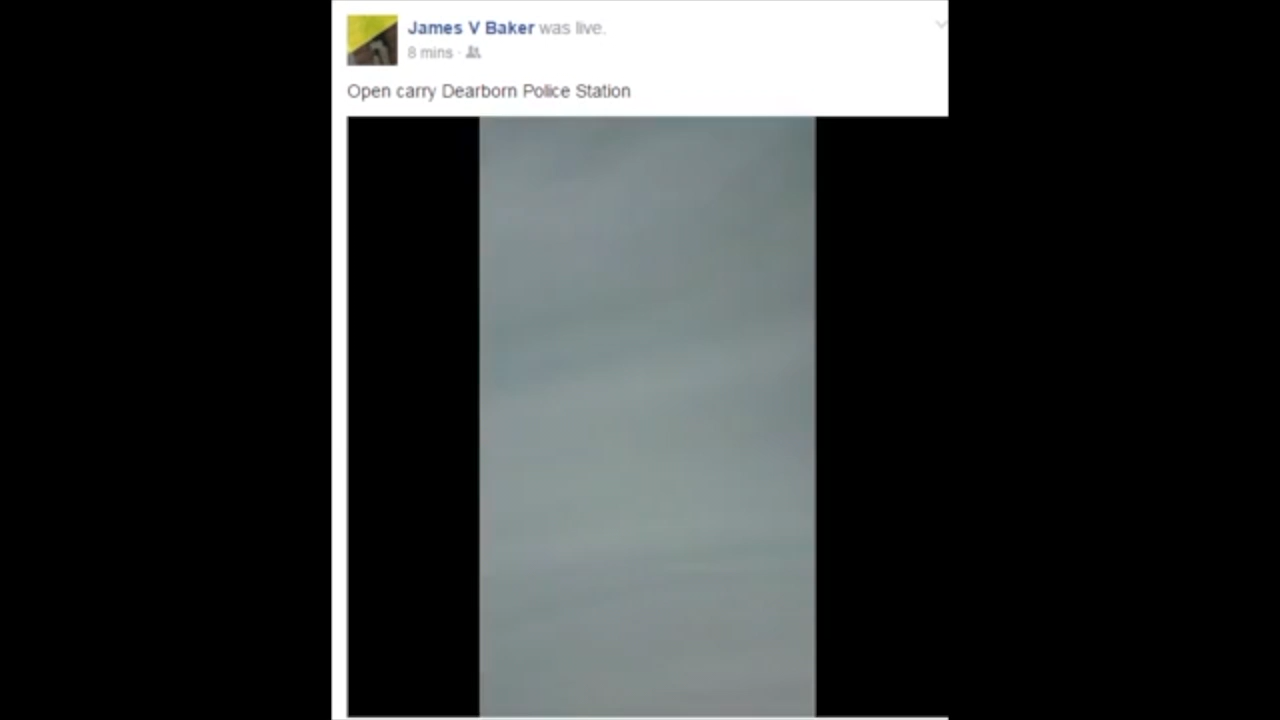 James V Baker was live.
8 mins ·
Open carry Dearborn Police Station